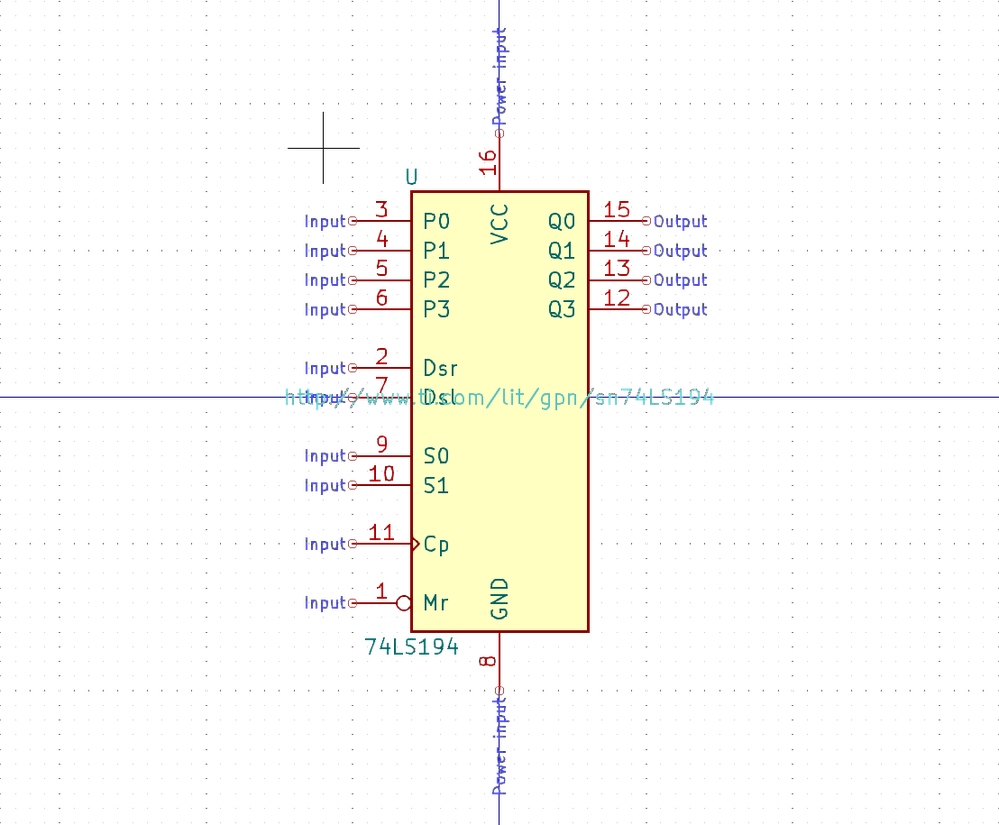 Power input
16
U
VCC
Input 3 P0 Q0 15 Output
Input 4 P1 Q1 14 Output
Input 5 P2 Q2 13 Output
Input 6 P3 Q3 12 Output
Input 2 Dsr
Input 7 Dsl
http://www.ti.com/lit/gpn/sn74LS194
Input 9 S0
Input 10 S1
Input 11 Cp
Input 1 Mr
GND
74LS194
8
Power input